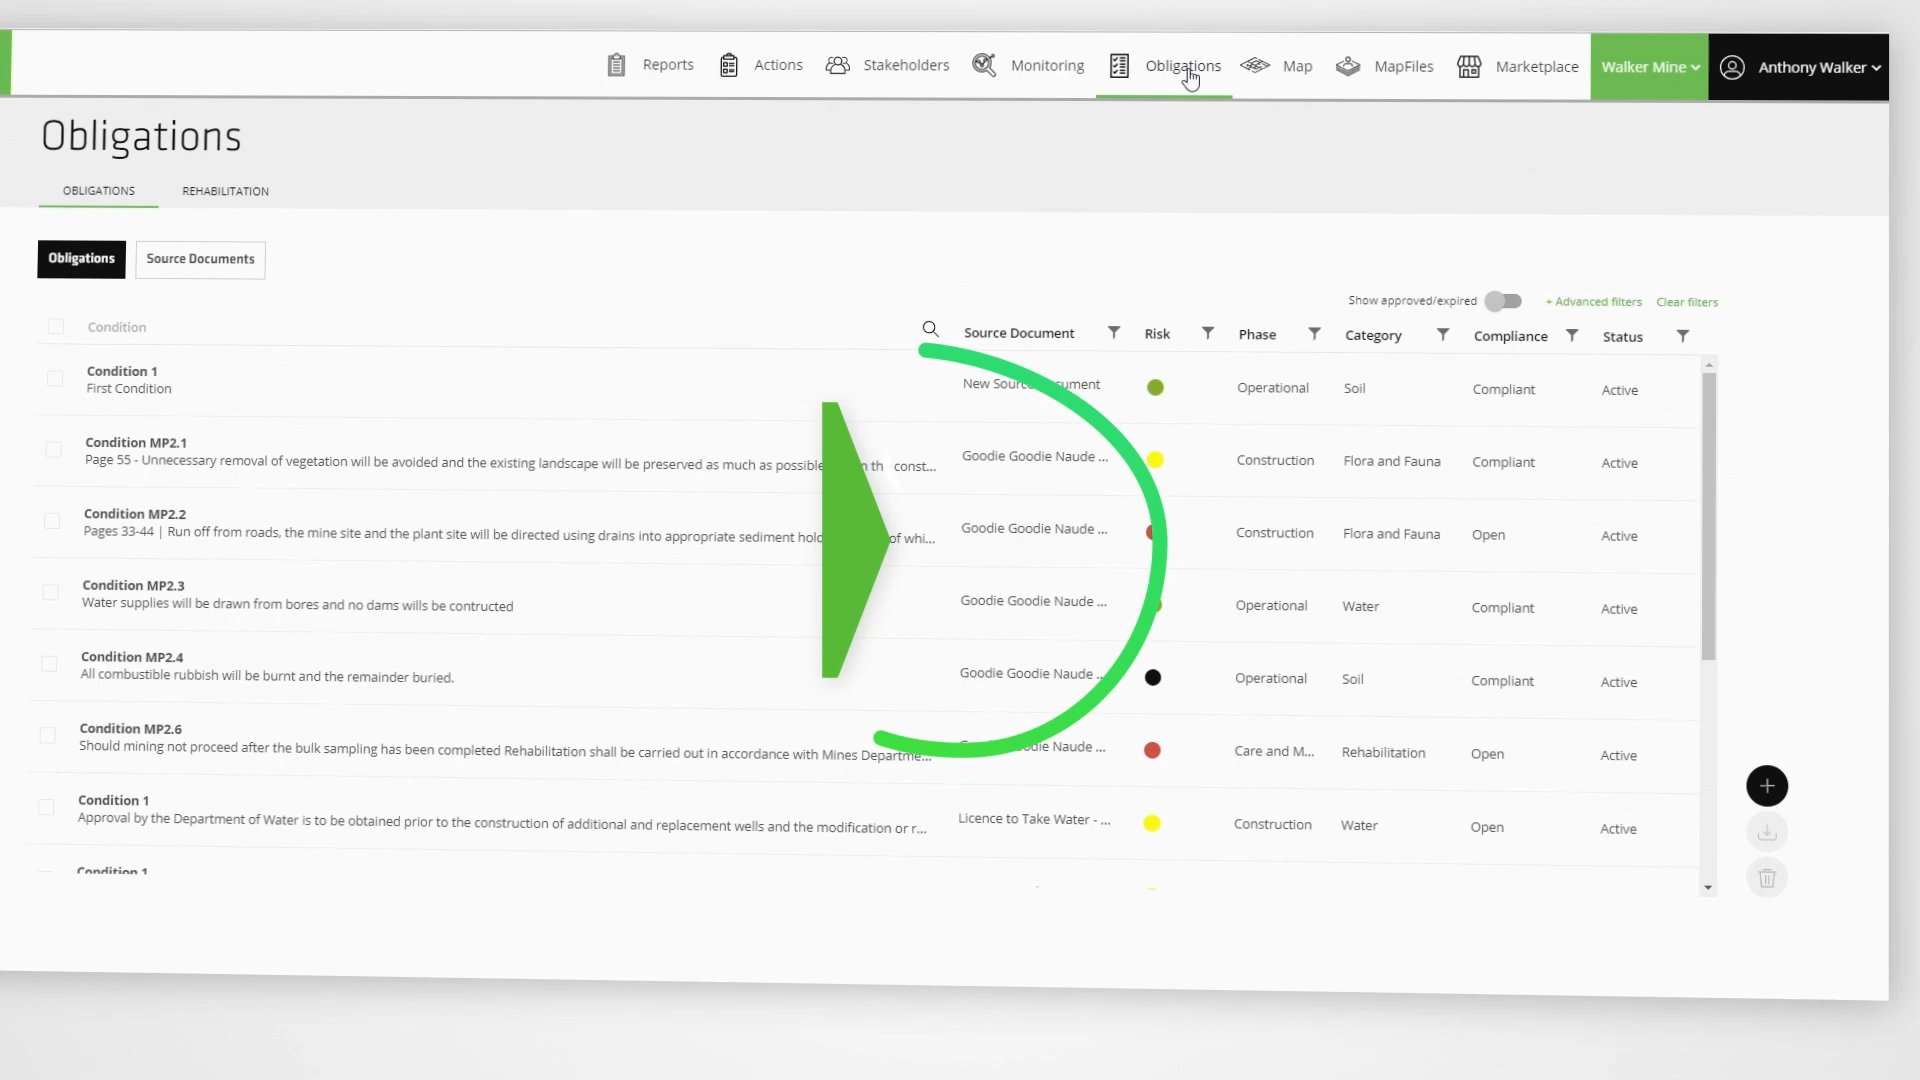 Reports Actions Stakeholders Monitoring Obligations Map MapFiles Marketplace Walker Mine Anthony Walker
Obligations
OBLIGATIONS REHABILITATION
Obligations Source Documents
Show approved/expired + Advanced filters Clear filters
Condition Source Document Risk Phase Category Compliance Status
Condition 1
First Condition
New Source Document Operational Soil Compliant Active
Condition MP2.1
Page 55 - Unnecessary removal of vegetation will be avoided and the existing landscape will be preserved as much as possible const...
Goodie Goodie Naude ... Construction Flora and Fauna Compliant Active
Condition MP2.2
Pages 33-44 | Run off from roads, the mine site and the plant site will be directed using drains into appropriate sediment of whi...
Goodie Goodie Naude ... Construction Flora and Fauna Open Active
Condition MP2.3
Water supplies will be drawn from bores and no dams wills be contructed
Goodie Goodie Naude ... Operational Water Compliant Active
Condition MP2.4
All combustible rubbish will be burnt and the remainder buried.
Goodie Goodie Naude ... Operational Soil Compliant Active
Condition MP2.6
Should mining not proceed after the bulk sampling has been completed Rehabilitation shall be carried out in accordance with Mines Departme...
Goodie Naude ... Care and M... Rehabilitation Open Active
Condition 1
Approval by the Department of Water is to be obtained prior to the construction of additional and replacement wells and the modification or r...
Licence to Take Water - ... Construction Water Open Active
Condition 1